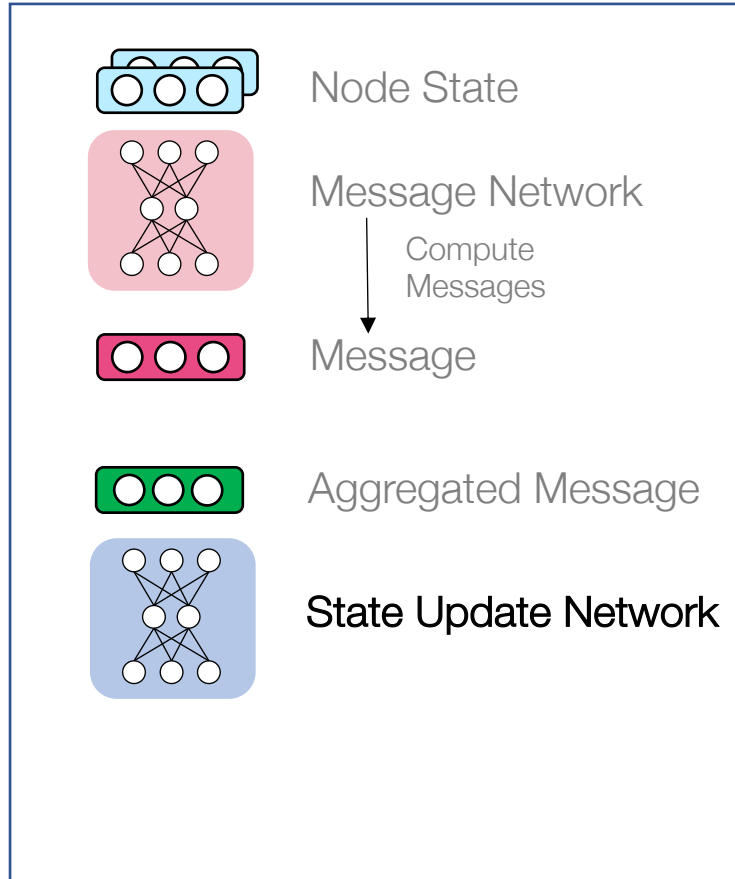 Node State
Message Network
Compute
Messages
Message
Aggregated Message
State Update Network